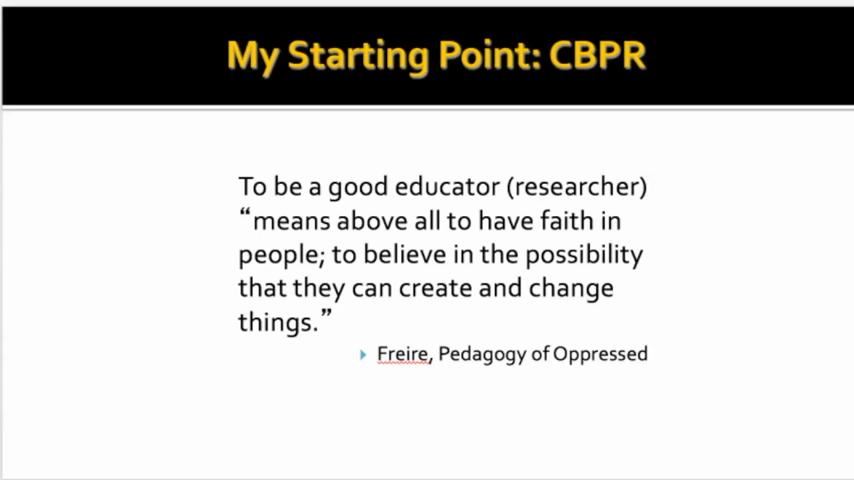 My Starting Point: CBPR
To be a good educator (researcher)
“means above all to have faith in
people; to believe in the possibility
that they can create and change
things.”
Freire, Pedagogy of Oppressed